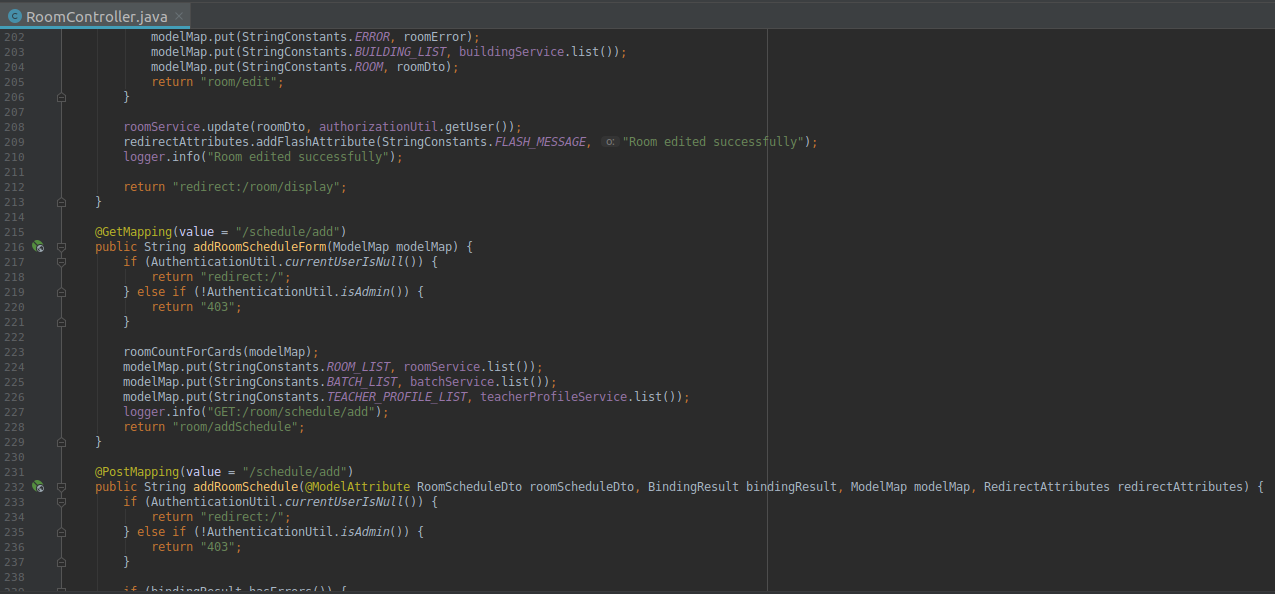 RoomController.java
202 modelMap.put(StringConstants.ERROR, roomError);
203 modelMap.put(StringConstants.BUILDING_LIST, buildingService.list());
204 modelMap.put(StringConstants.ROOM, roomDto);
205 return "room/edit";
206 }
207
208 roomService.update(roomDto, authorizationUtil.getUser());
209 redirectAttributes.addFlashAttribute(StringConstants.FLASH_MESSAGE, o: "Room edited successfully");
210 logger.info("Room edited successfully");
211
212 return "redirect:/room/display";
213 }
214
215 @GetMapping(value = "/schedule/add")
216 public String addRoomScheduleForm(ModelMap modelMap) {
217 if (AuthenticationUtil.currentUserIsNull()) {
218 return "redirect:/";
219 } else if (!AuthenticationUtil.isAdmin()) {
220 return "403";
221 }
222
223 roomCountForCards(modelMap);
224 modelMap.put(StringConstants.ROOM_LIST, roomService.list());
225 modelMap.put(StringConstants.BATCH_LIST, batchService.list());
226 modelMap.put(StringConstants.TEACHER_PROFILE_LIST, teacherProfileService.list());
227 logger.info("GET:/room/schedule/add");
228 return "room/addSchedule";
229 }
230
231 @PostMapping(value = "/schedule/add")
232 public String addRoomSchedule(@ModelAttribute RoomScheduleDto roomScheduleDto, BindingResult bindingResult, ModelMap modelMap, RedirectAttributes redirectAttributes) {
233 if (AuthenticationUtil.currentUserIsNull()) {
234 return "redirect:/";
235 } else if (!AuthenticationUtil.isAdmin()) {
236 return "403";
237 }
238
239 if (bindingResult.hasErrors()) {